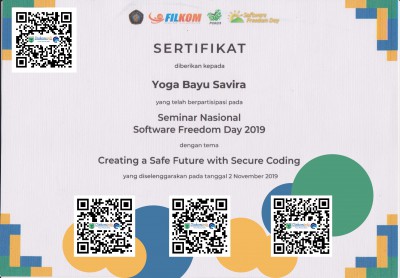 FILKOM
Software
Freedom Day
SERTIFIKAT
diberikan kepada
Yoga Bayu Savira
yang telah berpartisipasi pada
Seminar Nasional
Software Freedom Day 2019
dengan tema
Creating a Safe Future with Secure Coding
yang diselenggarakan pada tanggal 2 November 2019